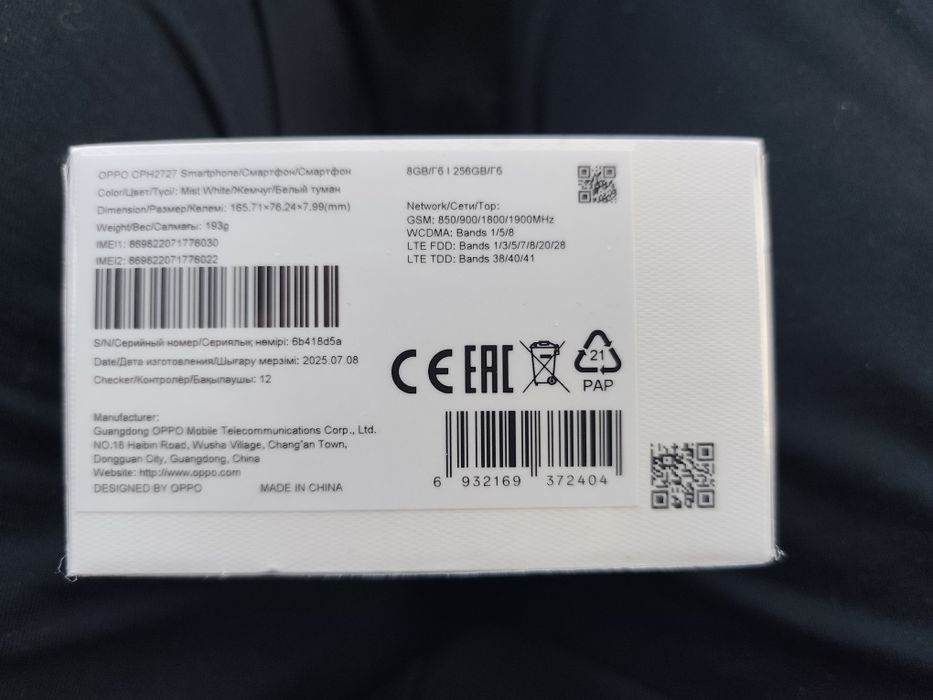 OPPO CPH2727 Smartphone/Смартфон/Смартфон
Color/Цвет/Түсі/: Mist White/Жемчуг/Белый туман
Dimension/Размер/Көлемі: 165.71×76.24×7.99(mm)
Weight/Вес/Салмағы: 193g
IMEI1: 869822071776030
IMEI2: 869822071776022
S/N/Серийный номер/Сериялық нөмірі: 6b418d5a
Date/Дата изготовления/Шығару мерзімі: 2025.07.08
Checker/Контролёр/Бақылаушы: 12
Manufacturer:
Guangdong OPPO Mobile Telecommunications Corp., Ltd.
NO.18 Haibin Road, Wusha Village, Chang'an Town,
Dongguan City, Guangdong, China
Website: http://www.oppo.com
DESIGNED BY OPPO MADE IN CHINA
8GB/Гб I 256GB/Гб
Network/Сети/Тор:
GSM: 850/900/1800/1900MHz
WCDMA: Bands 1/5/8
LTE FDD: Bands 1/3/5/7/8/20/28
LTE TDD: Bands 38/40/41
CE EAC
21
PAP
6 932169 372404